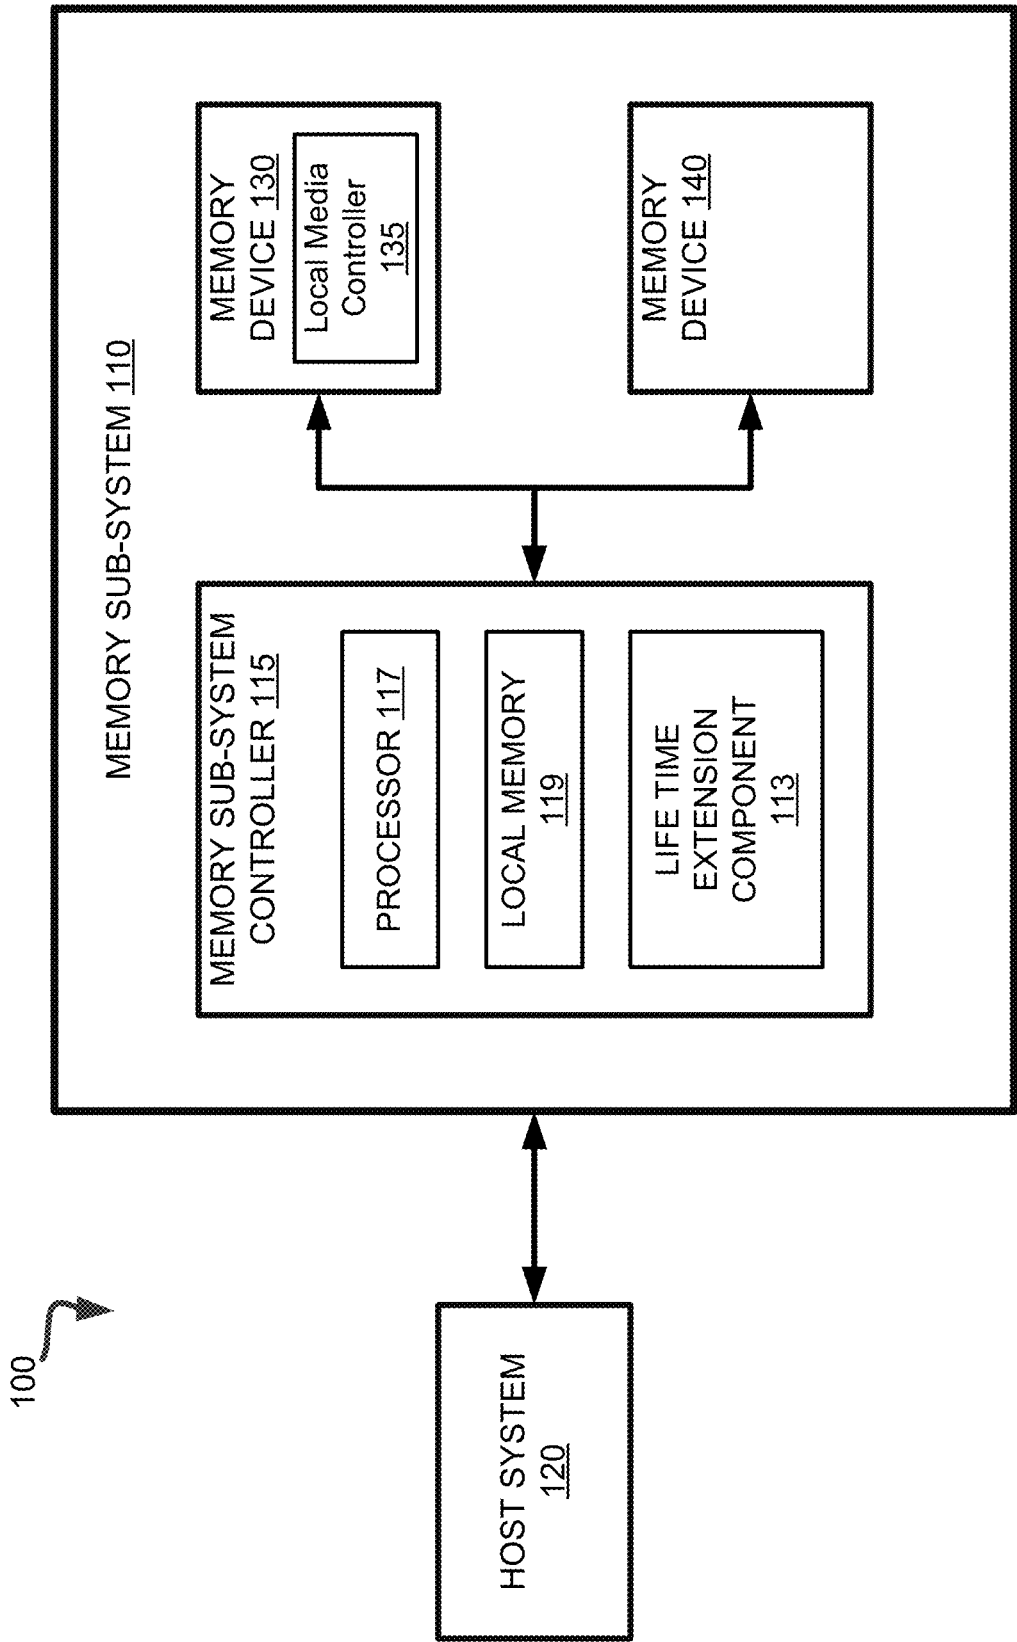 100
HOST SYSTEM
120
MEMORY SUB-SYSTEM 110
MEMORY SUB-SYSTEM
CONTROLLER 115
PROCESSOR 117
LOCAL MEMORY
119
LIFE TIME
EXTENSION
COMPONENT
113
MEMORY
DEVICE 130
Local Media
Controller
135
MEMORY
DEVICE 140